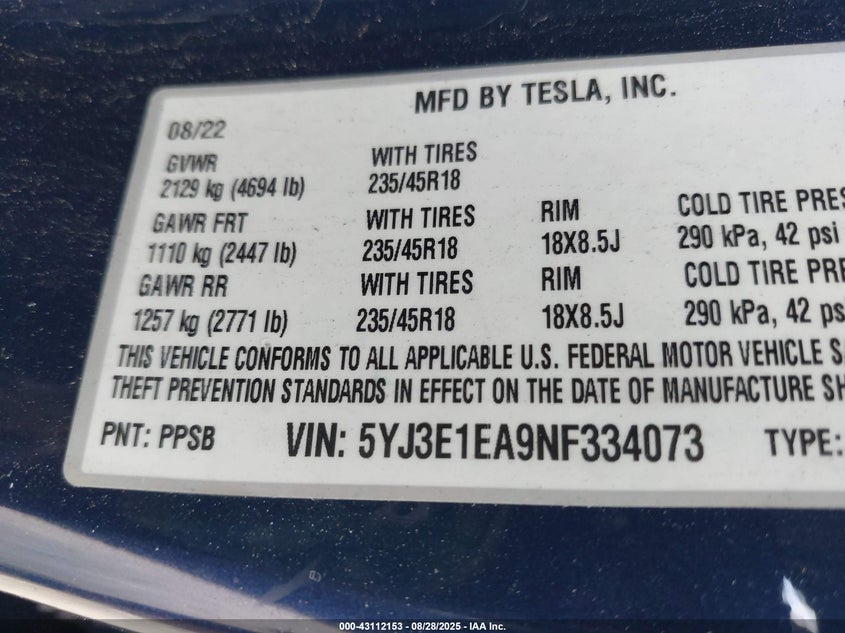 MFD BY TESLA, INC.
08/22
GVWR WITH TIRES
2129 kg (4694 lb) 235/45R18
GAWR FRT WITH TIRES RIM COLD TIRE PRES
1110 kg (2447 lb) 235/45R18 18X8.5J 290 kPa, 42 psi
GAWR RR WITH TIRES RIM COLD TIRE PRE
1257 kg (2771 lb) 235/45R18 18X8.5J 290 kPa, 42 ps
THIS VEHICLE CONFORMS TO ALL APPLICABLE U.S. FEDERAL MOTOR VEHICLE SA
THEFT PREVENTION STANDARDS IN EFFECT ON THE DATE OF MANUFACTURE SH
PNT: PPSB VIN: 5YJ3E1EA9NF334073 TYPE:
000-43112153 - 08/28/2025 - IAA Inc.